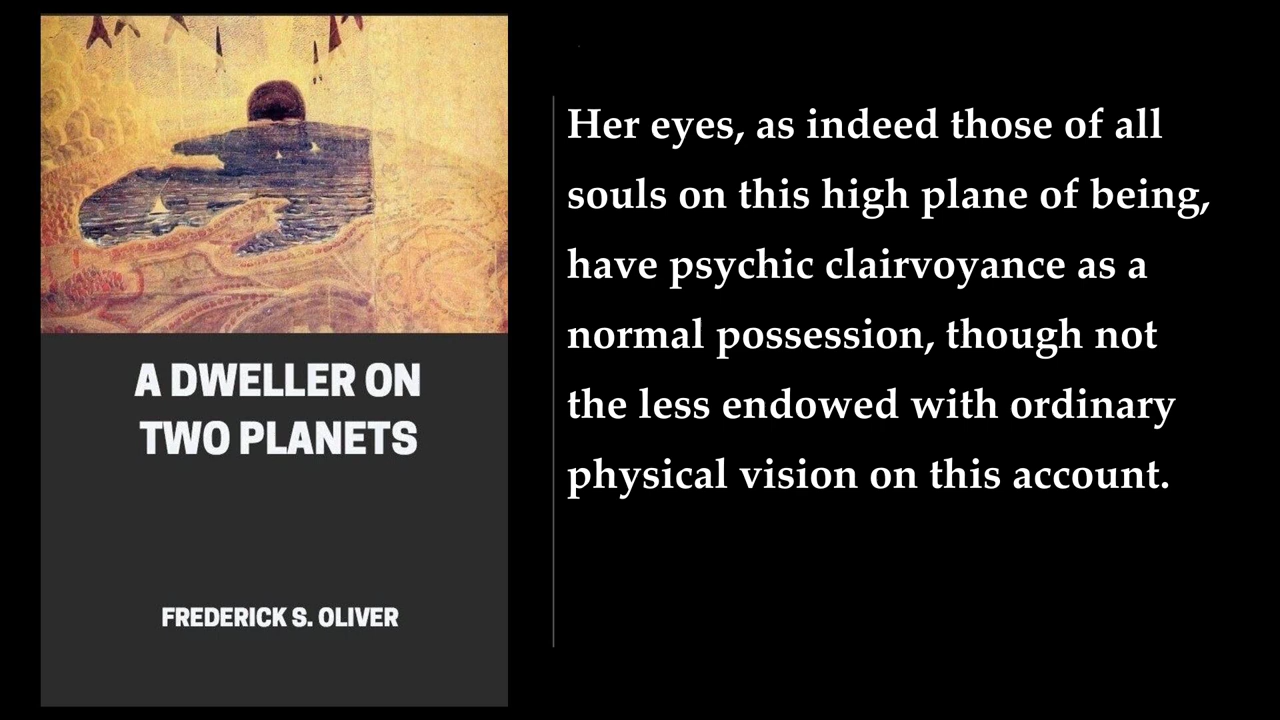 A DWELLER ON
TWO PLANETS
FREDERICK S. OLIVER
Her eyes, as indeed those of all
souls on this high plane of being,
have psychic clairvoyance as a
normal possession, though not
the less endowed with ordinary
physical vision on this account.